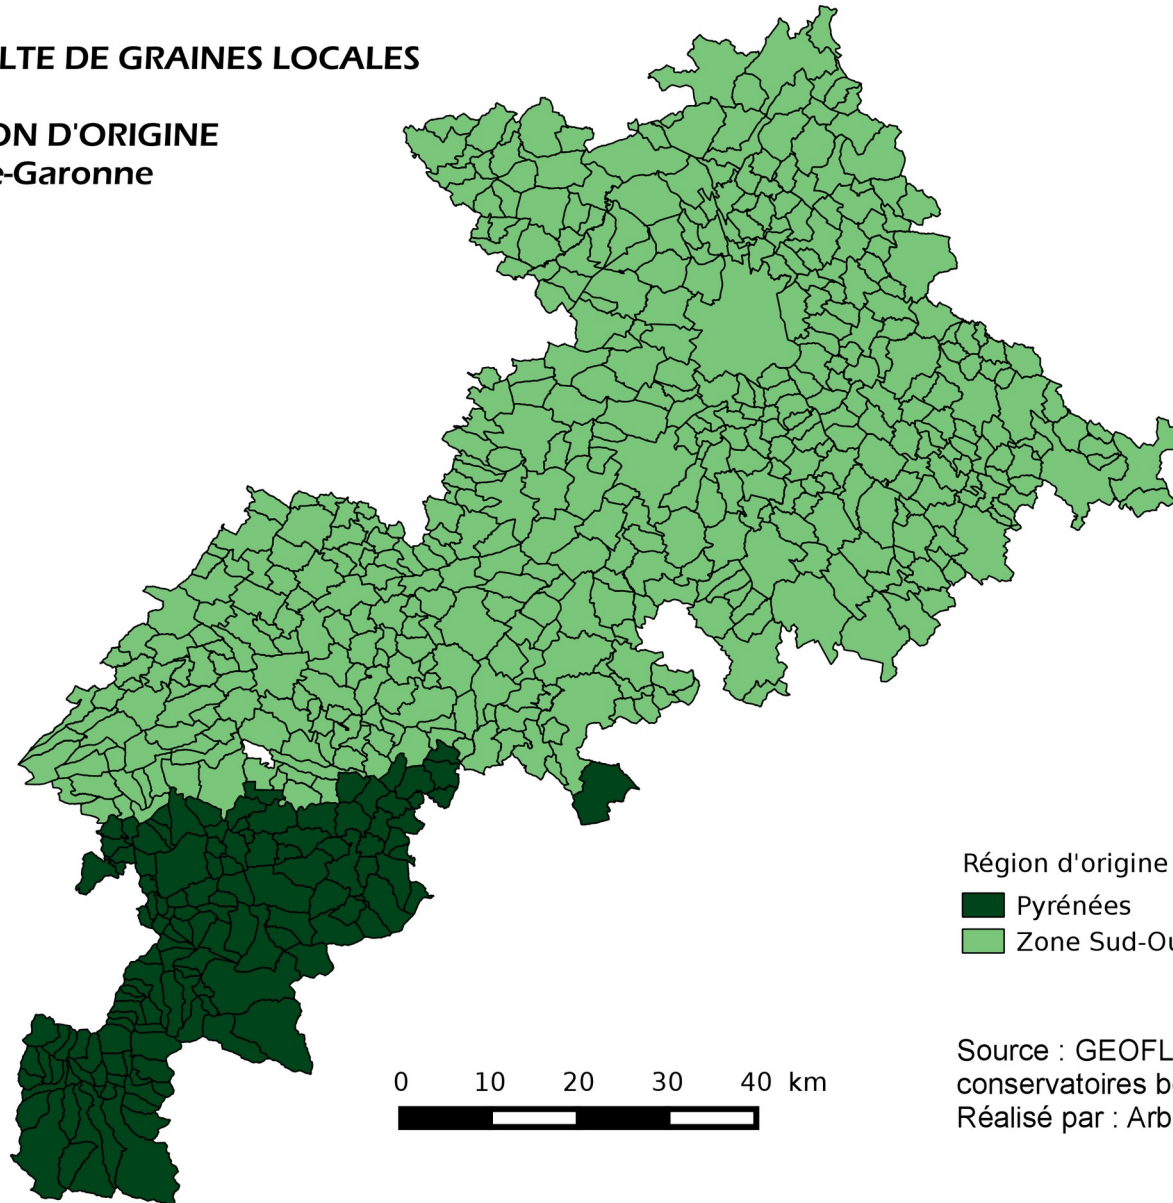 LTE DE GRAINES LOCALES
ON D'ORIGINE
e-Garonne
Région d'origine
Pyrénées
Zone Sud-Ou
0 10 20 30 40 km
Source : GEOFL
conservatoires b
Réalisé par : Arb